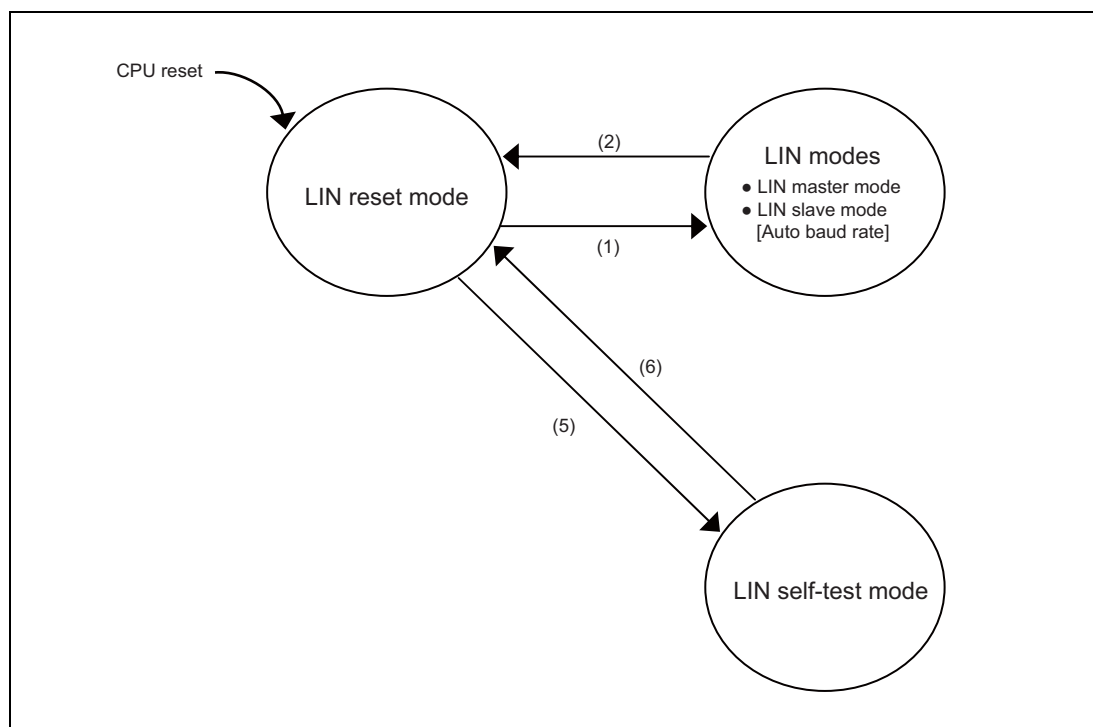 CPU reset
LIN reset mode
(2)
(1)
LIN modes
● LIN master mode
● LIN slave mode
[Auto baud rate]
(6)
(5)
LIN self-test mode